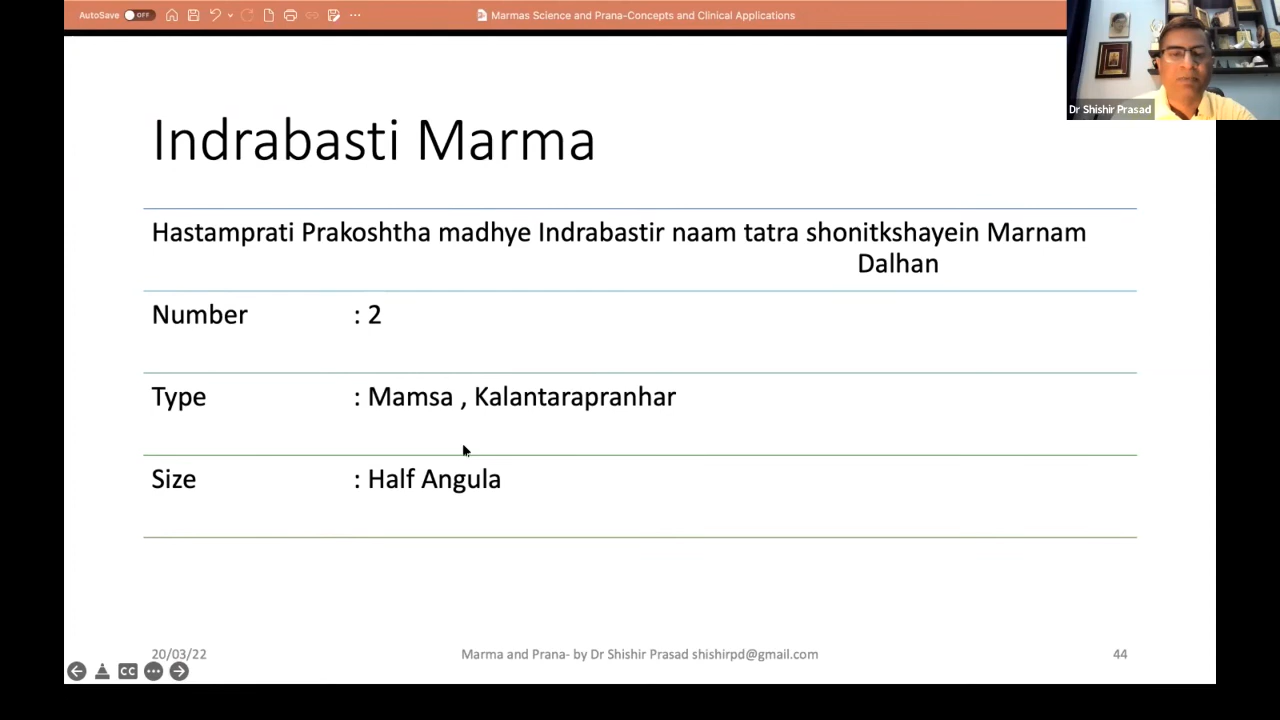 AutoSave OFF
Marmas Science and Prana-Concepts and Clinical Applications
Dr Shishir Prasad
Indrabasti Marma
Hastamprati Prakoshtha madhye Indrabastir naam tatra shonitkshayein Marnam
Dalhan
Number : 2
Type : Mamsa , Kalantarapranhar
Size : Half Angula
20/03/22 Marma and Prana- by Dr Shishir Prasad shishirpd@gmail.com 44
CC